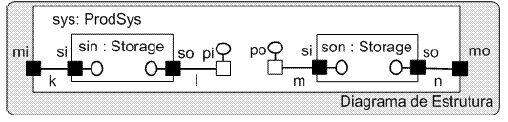 sys: ProdSys
mi si sin : Storage so pi po si son : Storage so mo
k l m n
Diagrama de Estrutura